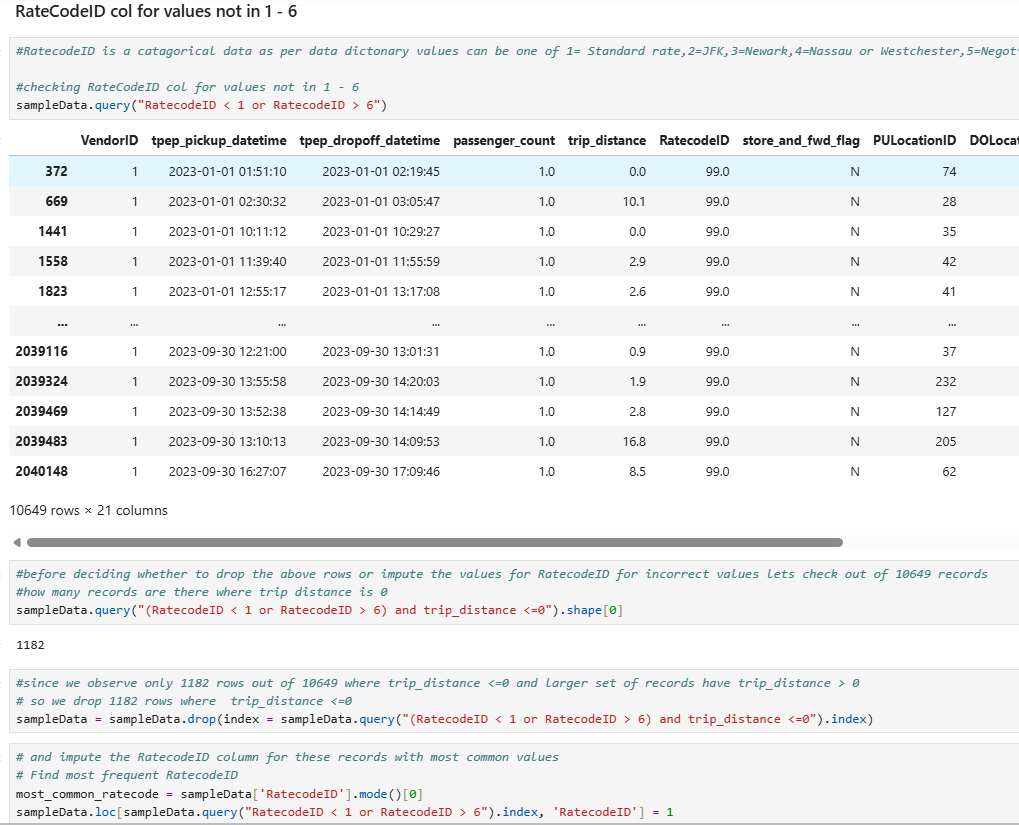 RateCodeID col for values not in 1 - 6
#RatecodeID is a catagorical data as per data dictonary values can be one of 1= Standard rate,2=JFK,3=Newark,4=Nassau or Westchester,5=Negot
#checking RateCodeID col for values not in 1 - 6
sampleData.query("RatecodeID < 1 or RatecodeID > 6")
VendorID tpep_pickup_datetime tpep_dropoff_datetime passenger_count trip_distance RatecodeID store_and_fwd_flag PULocationID DOLocat
372 1 2023-01-01 01:51:10 2023-01-01 02:19:45 1.0 0.0 99.0 N 74
669 1 2023-01-01 02:30:32 2023-01-01 03:05:47 1.0 10.1 99.0 N 28
1441 1 2023-01-01 10:11:12 2023-01-01 10:29:27 1.0 0.0 99.0 N 35
1558 1 2023-01-01 11:39:40 2023-01-01 11:55:59 1.0 2.9 99.0 N 42
1823 1 2023-01-01 12:55:17 2023-01-01 13:17:08 1.0 2.6 99.0 N 41
... ... ... ... ... ... ... ... ...
2039116 1 2023-09-30 12:21:00 2023-09-30 13:01:31 1.0 0.9 99.0 N 37
2039324 1 2023-09-30 13:55:58 2023-09-30 14:20:03 1.0 1.9 99.0 N 232
2039469 1 2023-09-30 13:52:38 2023-09-30 14:14:49 1.0 2.8 99.0 N 127
2039483 1 2023-09-30 13:10:13 2023-09-30 14:09:53 1.0 16.8 99.0 N 205
2040148 1 2023-09-30 16:27:07 2023-09-30 17:09:46 1.0 8.5 99.0 N 62
10649 rows × 21 columns
#before deciding whether to drop the above rows or impute the values for RatecodeID for incorrect values lets check out of 10649 records
#how many records are there where trip distance is 0
sampleData.query("(RatecodeID < 1 or RatecodeID > 6) and trip_distance <=0").shape[0]
1182
#since we observe only 1182 rows out of 10649 where trip_distance <=0 and larger set of records have trip_distance > 0
# so we drop 1182 rows where  trip_distance <=0
sampleData = sampleData.drop(index = sampleData.query("(RatecodeID < 1 or RatecodeID > 6) and trip_distance <=0").index)
# and impute the RatecodeID column for these records with most common values
# Find most frequent RatecodeID
most_common_ratecode = sampleData['RatecodeID'].mode()[0]
sampleData.loc[sampleData.query("RatecodeID < 1 or RatecodeID > 6").index, 'RatecodeID'] = 1